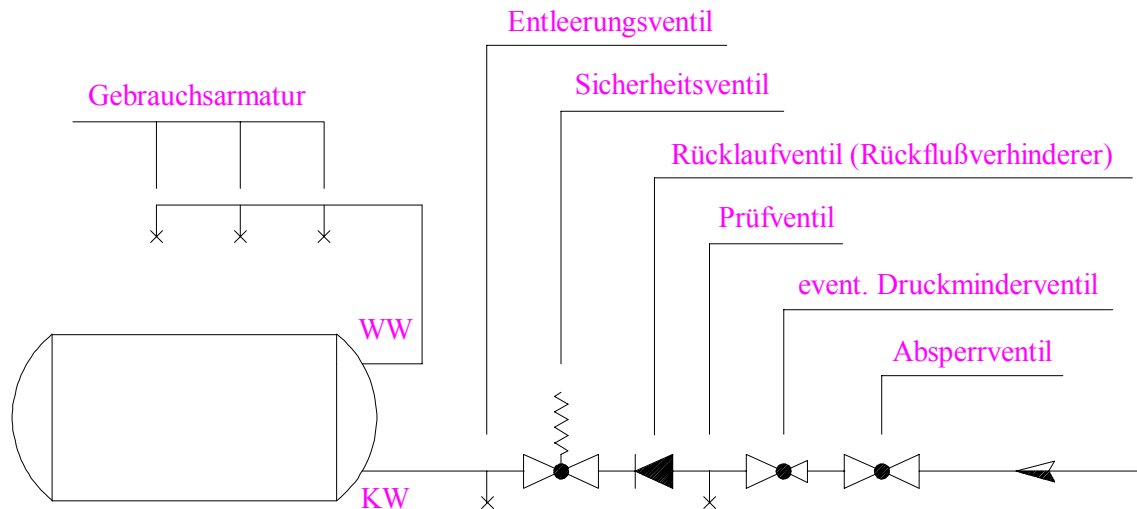 Entleerungsventil
Sicherheitsventil
Gebrauchsarmatur
Rücklaufventil (Rückflußverhinderer)
Prüfventil
event. Druckminderventil
WW
Absperrventil
KW